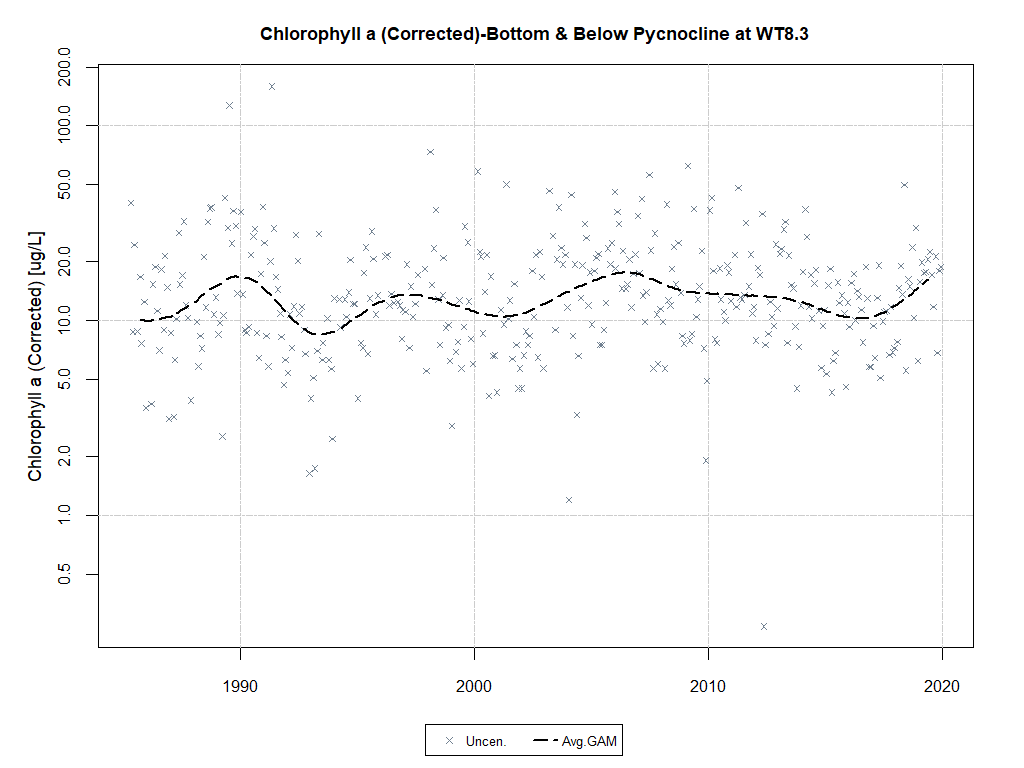 Chlorophyll a (Corrected)-Bottom & Below Pycnocline at WT8.3
Chlorophyll a (Corrected) [ug/L]
200.0
100.0
50.0
20.0
10.0
5.0
2.0
1.0
0.5
1990 2000 2010 2020
Uncen. Avg.GAM